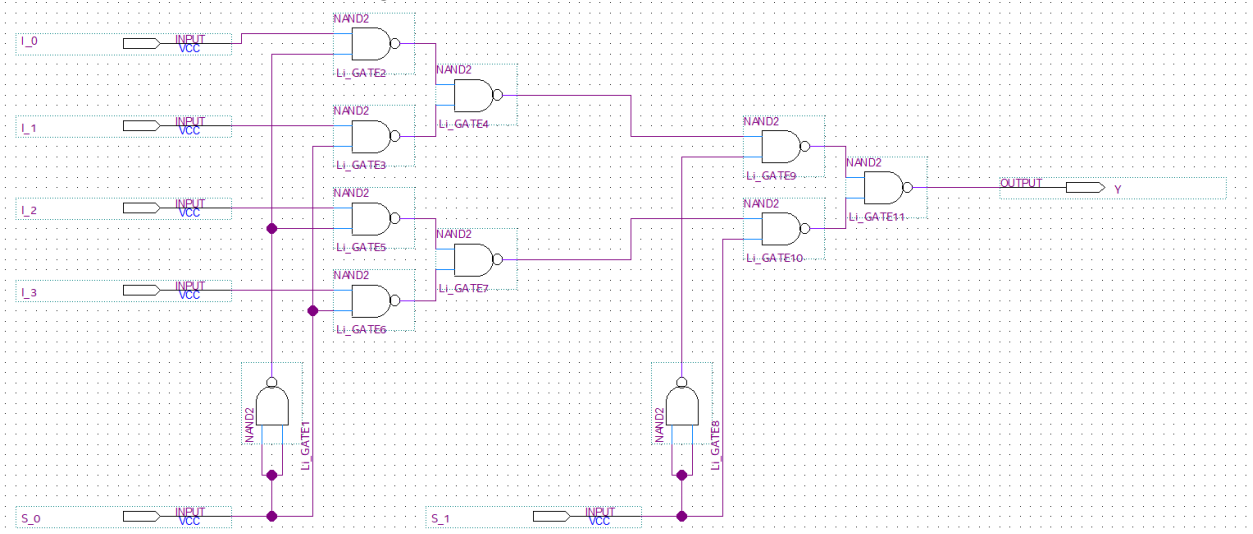 NAND2
I_0
INPUT
VCC
Li_GATE2
NAND2
Li_GATE4
NAND2
I_1
INPUT
VCC
Li_GATE3
NAND2
Li_GATE9
NAND2
Li_GATE11
OUTPUT
Y
NAND2
I_2
INPUT
VCC
Li_GATE5
NAND2
Li_GATE7
NAND2
Li_GATE10
NAND2
I_3
INPUT
VCC
Li_GATE6
NAND2
Li_GATE1
NAND2
Li_GATE8
S_0
INPUT
VCC
S_1
INPUT
VCC